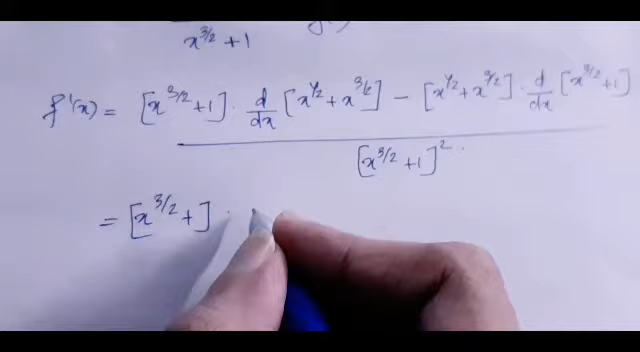 x^{3/2} + 1
f'(x) = [x^{3/2} + 1] · d/dx [x^{1/2} + x^{3/2}] - [x^{1/2} + x^{3/2}] · d/dx [x^{3/2} + 1]
[x^{3/2} + 1]^2 .
= [x^{3/2} + ] ·